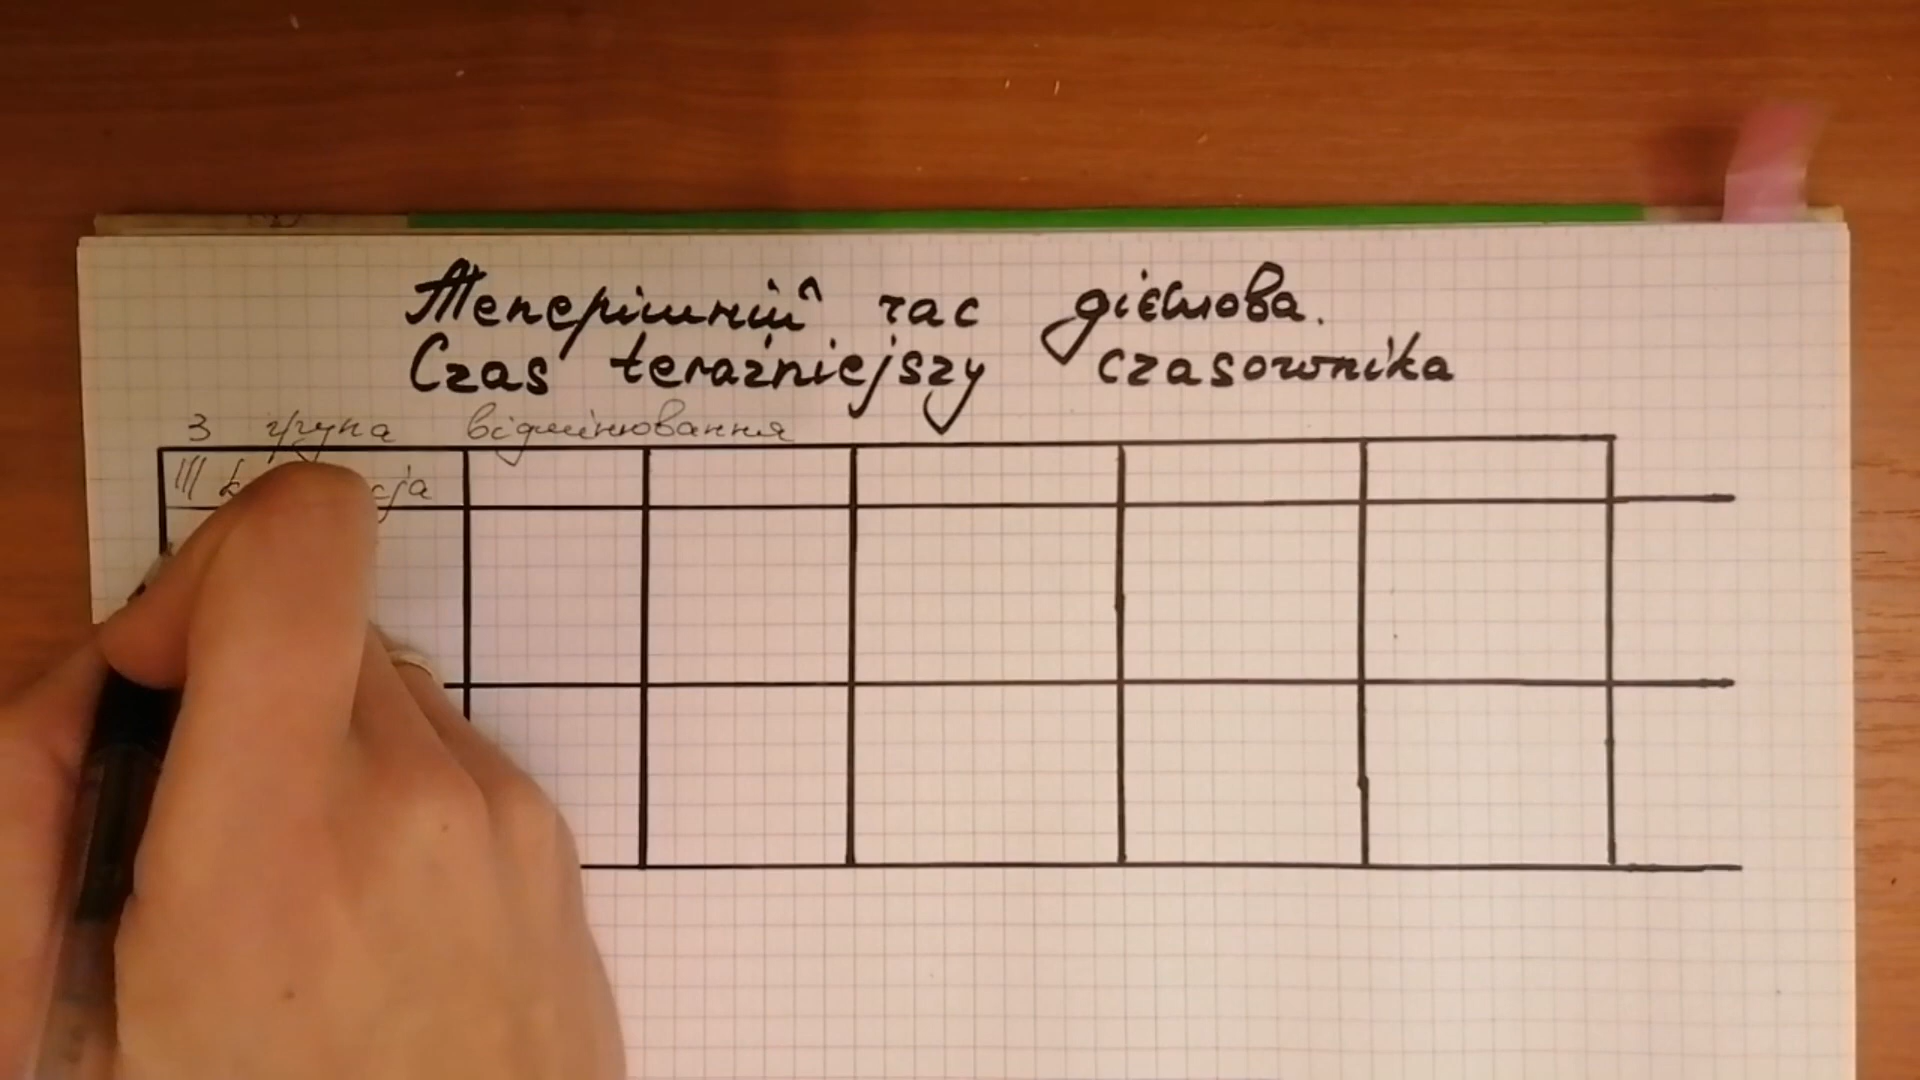 Теперішній час дієслова.
Czas teraźniejszy czasownika
3 група відмінювання
III